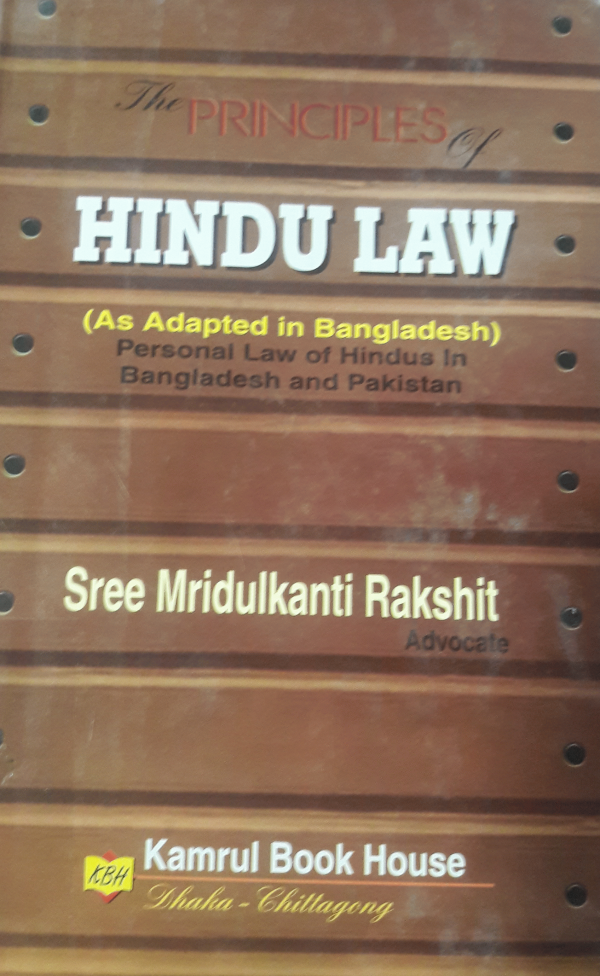 The PRINCIPLES Of
HINDU LAW
(As Adapted in Bangladesh)
Personal Law of Hindus In
Bangladesh and Pakistan
Sree Mridulkanti Rakshit
Advocate
KBH Kamrul Book House
Dhaka - Chittagong